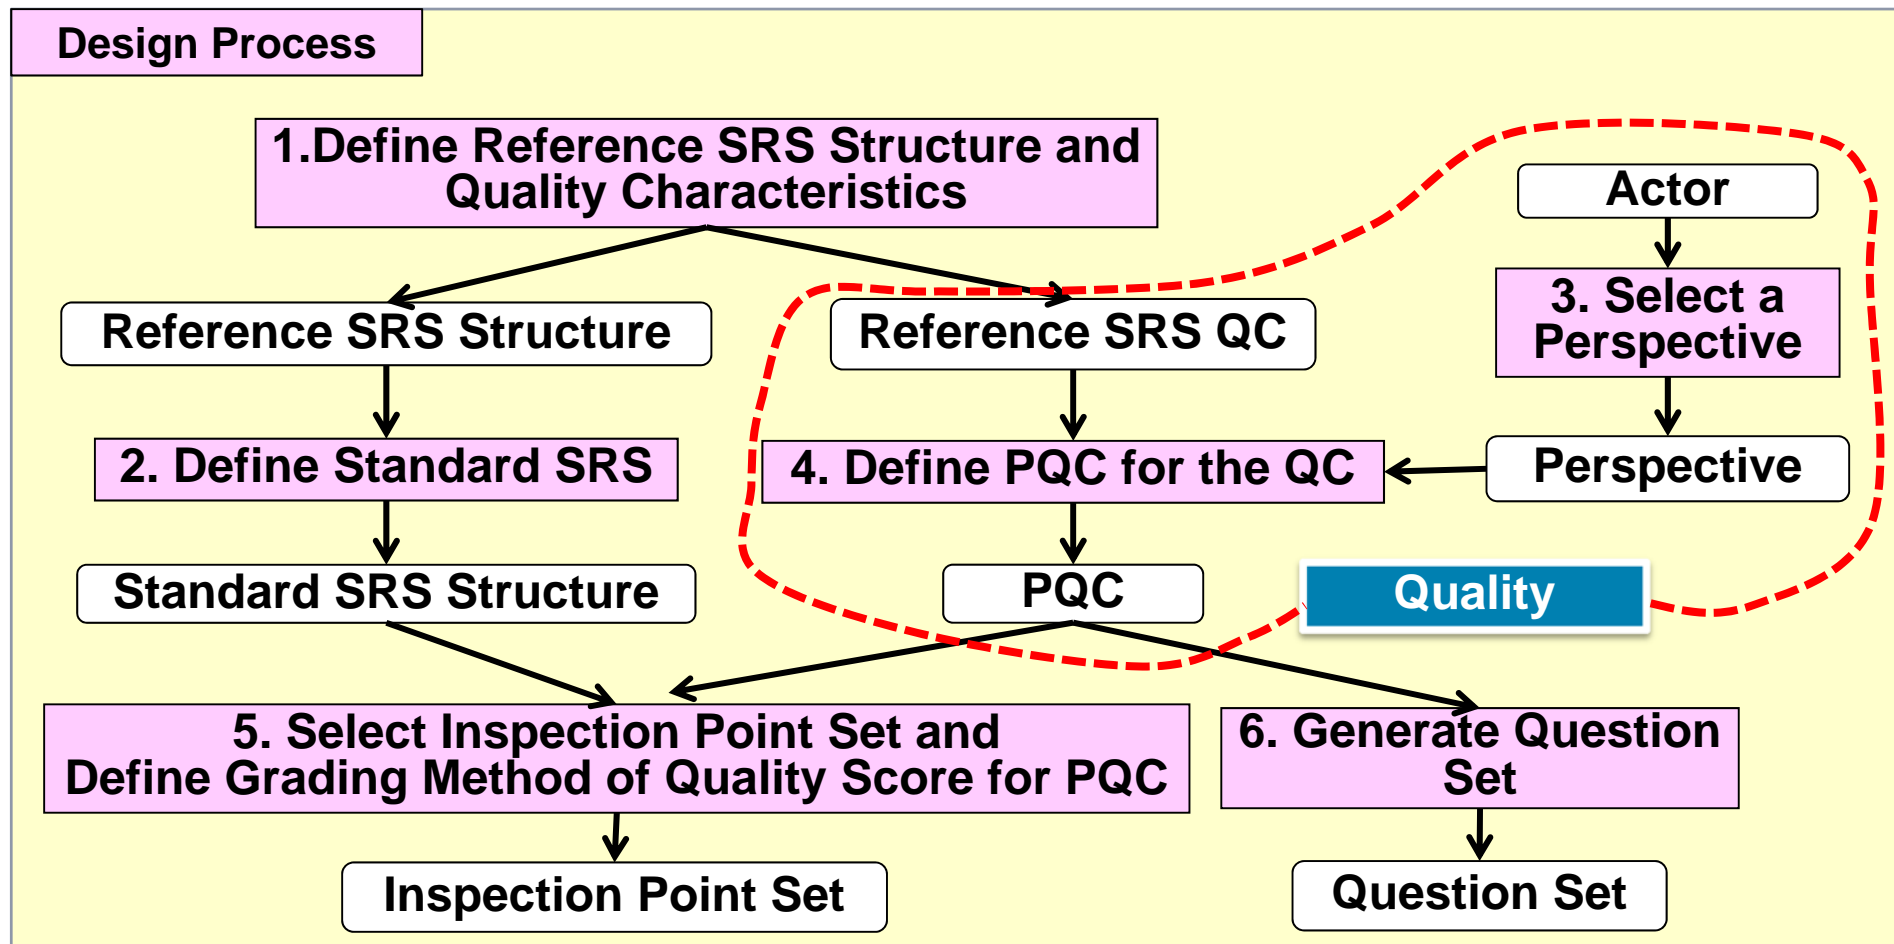 Design Process
1.Define Reference SRS Structure and
Quality Characteristics
Actor
3. Select a
Perspective
Reference SRS Structure
Reference SRS QC
2. Define Standard SRS
4. Define PQC for the QC
Perspective
Standard SRS Structure
PQC
Quality
5. Select Inspection Point Set and
Define Grading Method of Quality Score for PQC
6. Generate Question
Set
Inspection Point Set
Question Set